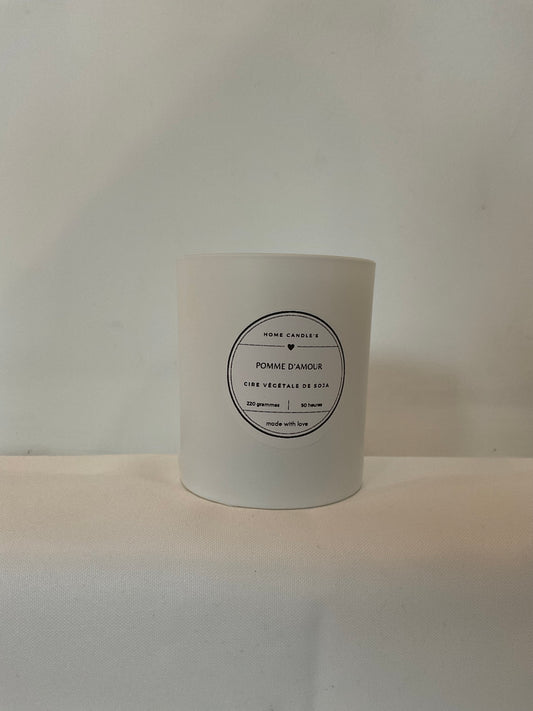 HOME CANDLE'S
POMME D'AMOUR
CIRE VÉGÉTALE DE SOJA
220 grammes | 50 heures
made with love